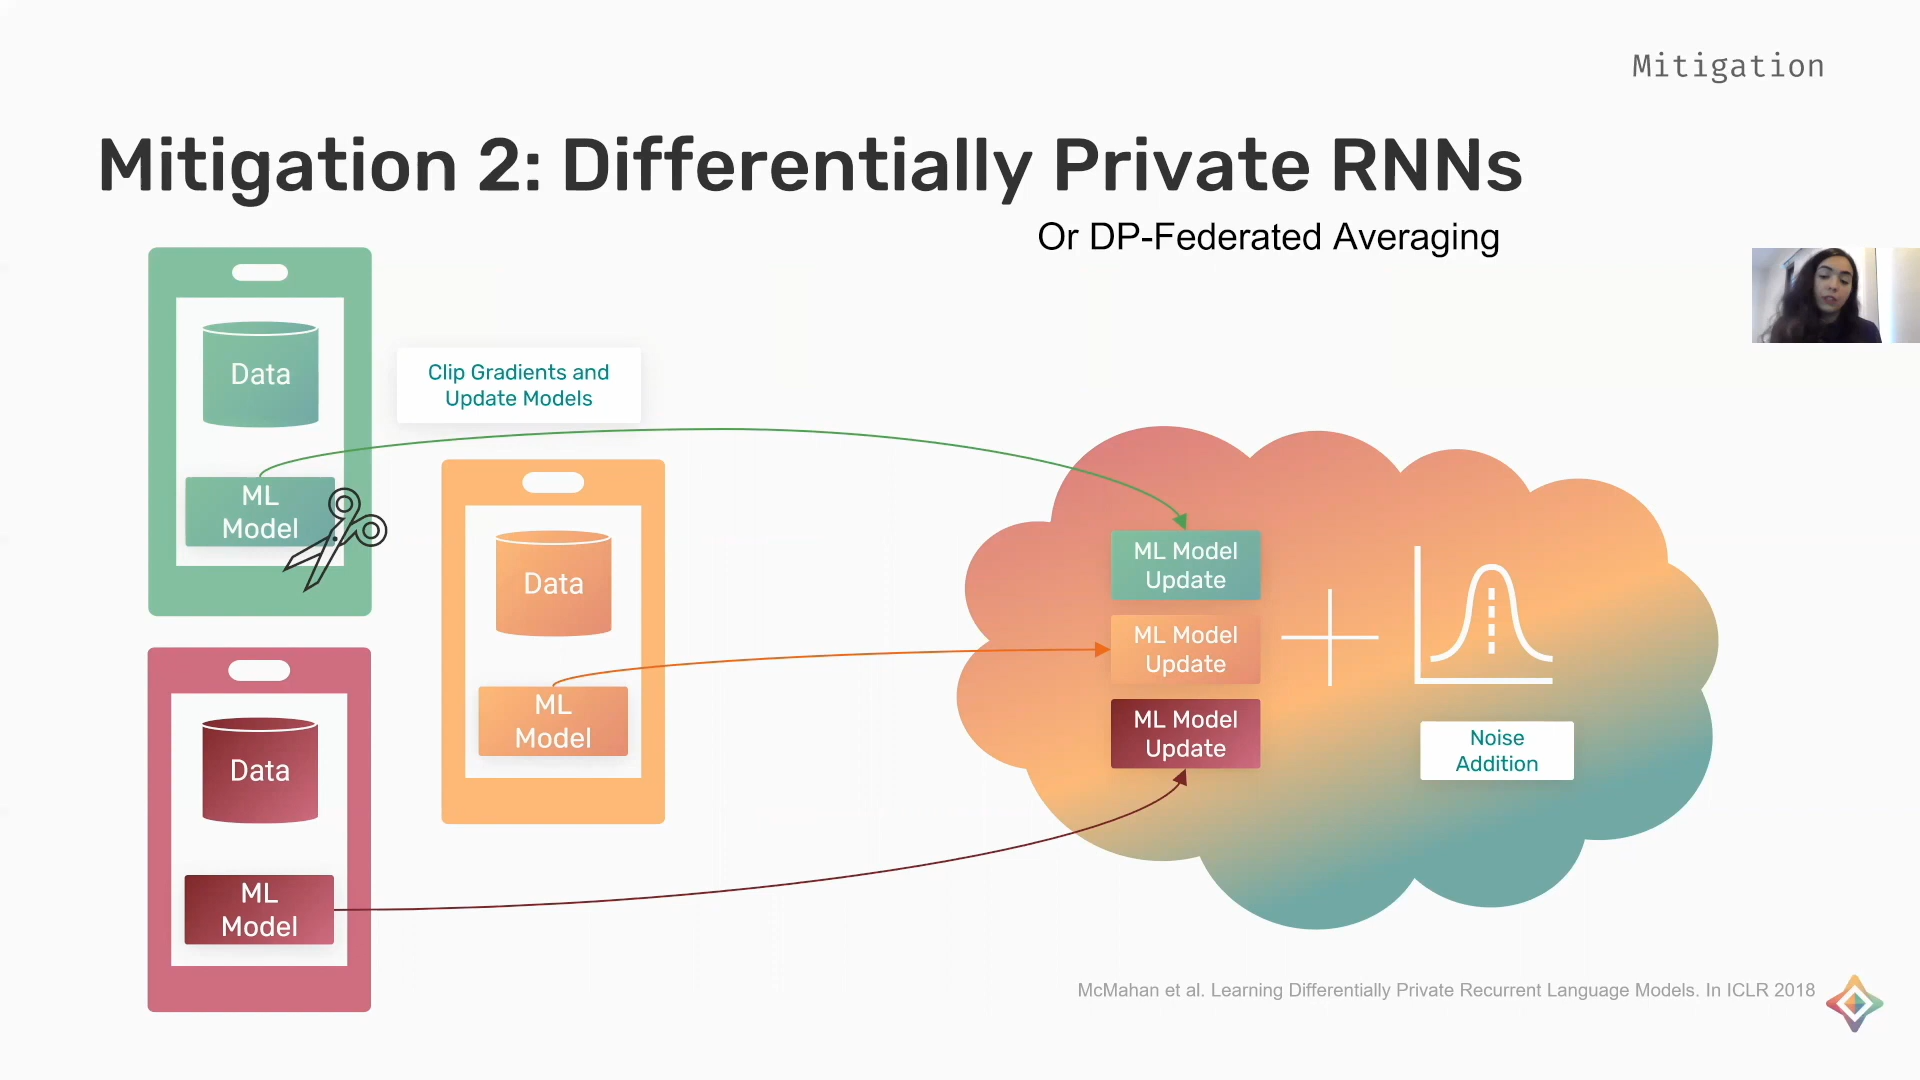 Mitigation
Mitigation 2: Differentially Private RNNs
Or DP-Federated Averaging
Data
ML
Model
Clip Gradients and
Update Models
Data
ML
Model
Data
ML
Model
ML Model
Update
ML Model
Update
ML Model
Update
Noise
Addition
McMahan et al. Learning Differentially Private Recurrent Language Models. In ICLR 2018